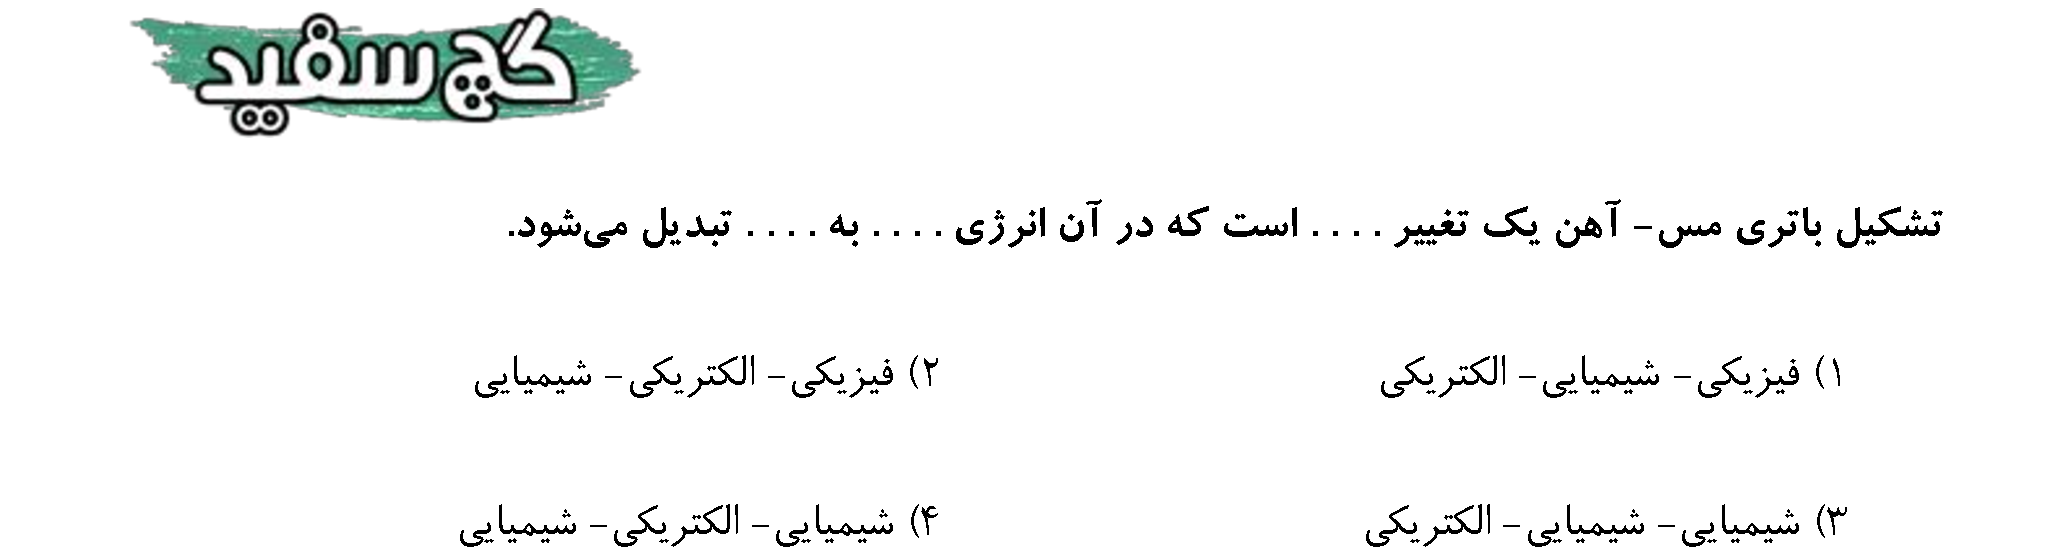 گچ سفید
تشکیل باتری مس- آهن یک تغییر . . . . است که در آن انرژی . . . . به . . . . تبدیل می‌شود.
۱) فیزیکی- شیمیایی- الکتریکی ۲) فیزیکی- الکتریکی- شیمیایی
۳) شیمیایی- شیمیایی- الکتریکی ۴) شیمیایی- الکتریکی- شیمیایی